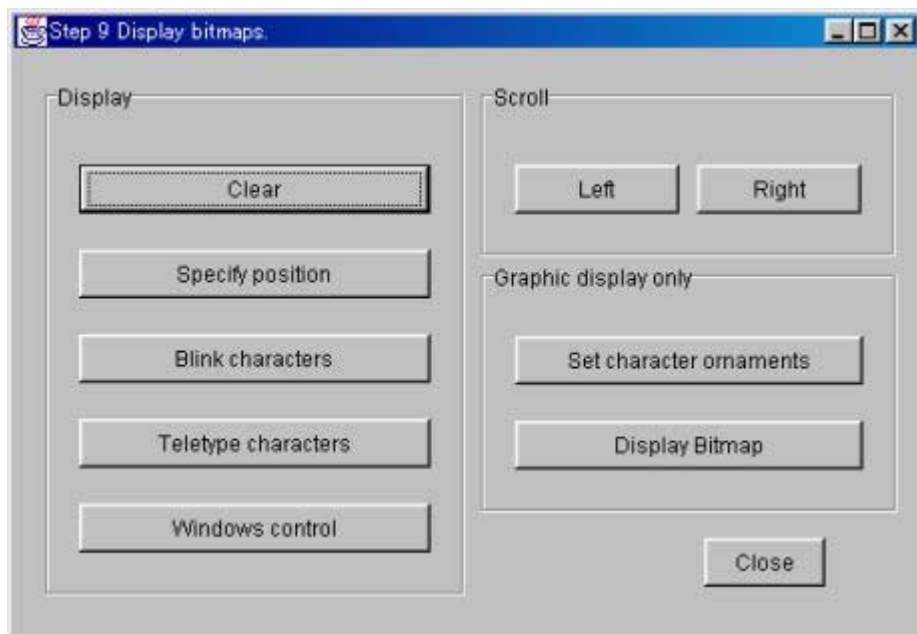 Step 9 Display bitmaps.
Display
Clear
Specify position
Blink characters
Teletype characters
Windows control
Scroll
Left Right
Graphic display only
Set character ornaments
Display Bitmap
Close